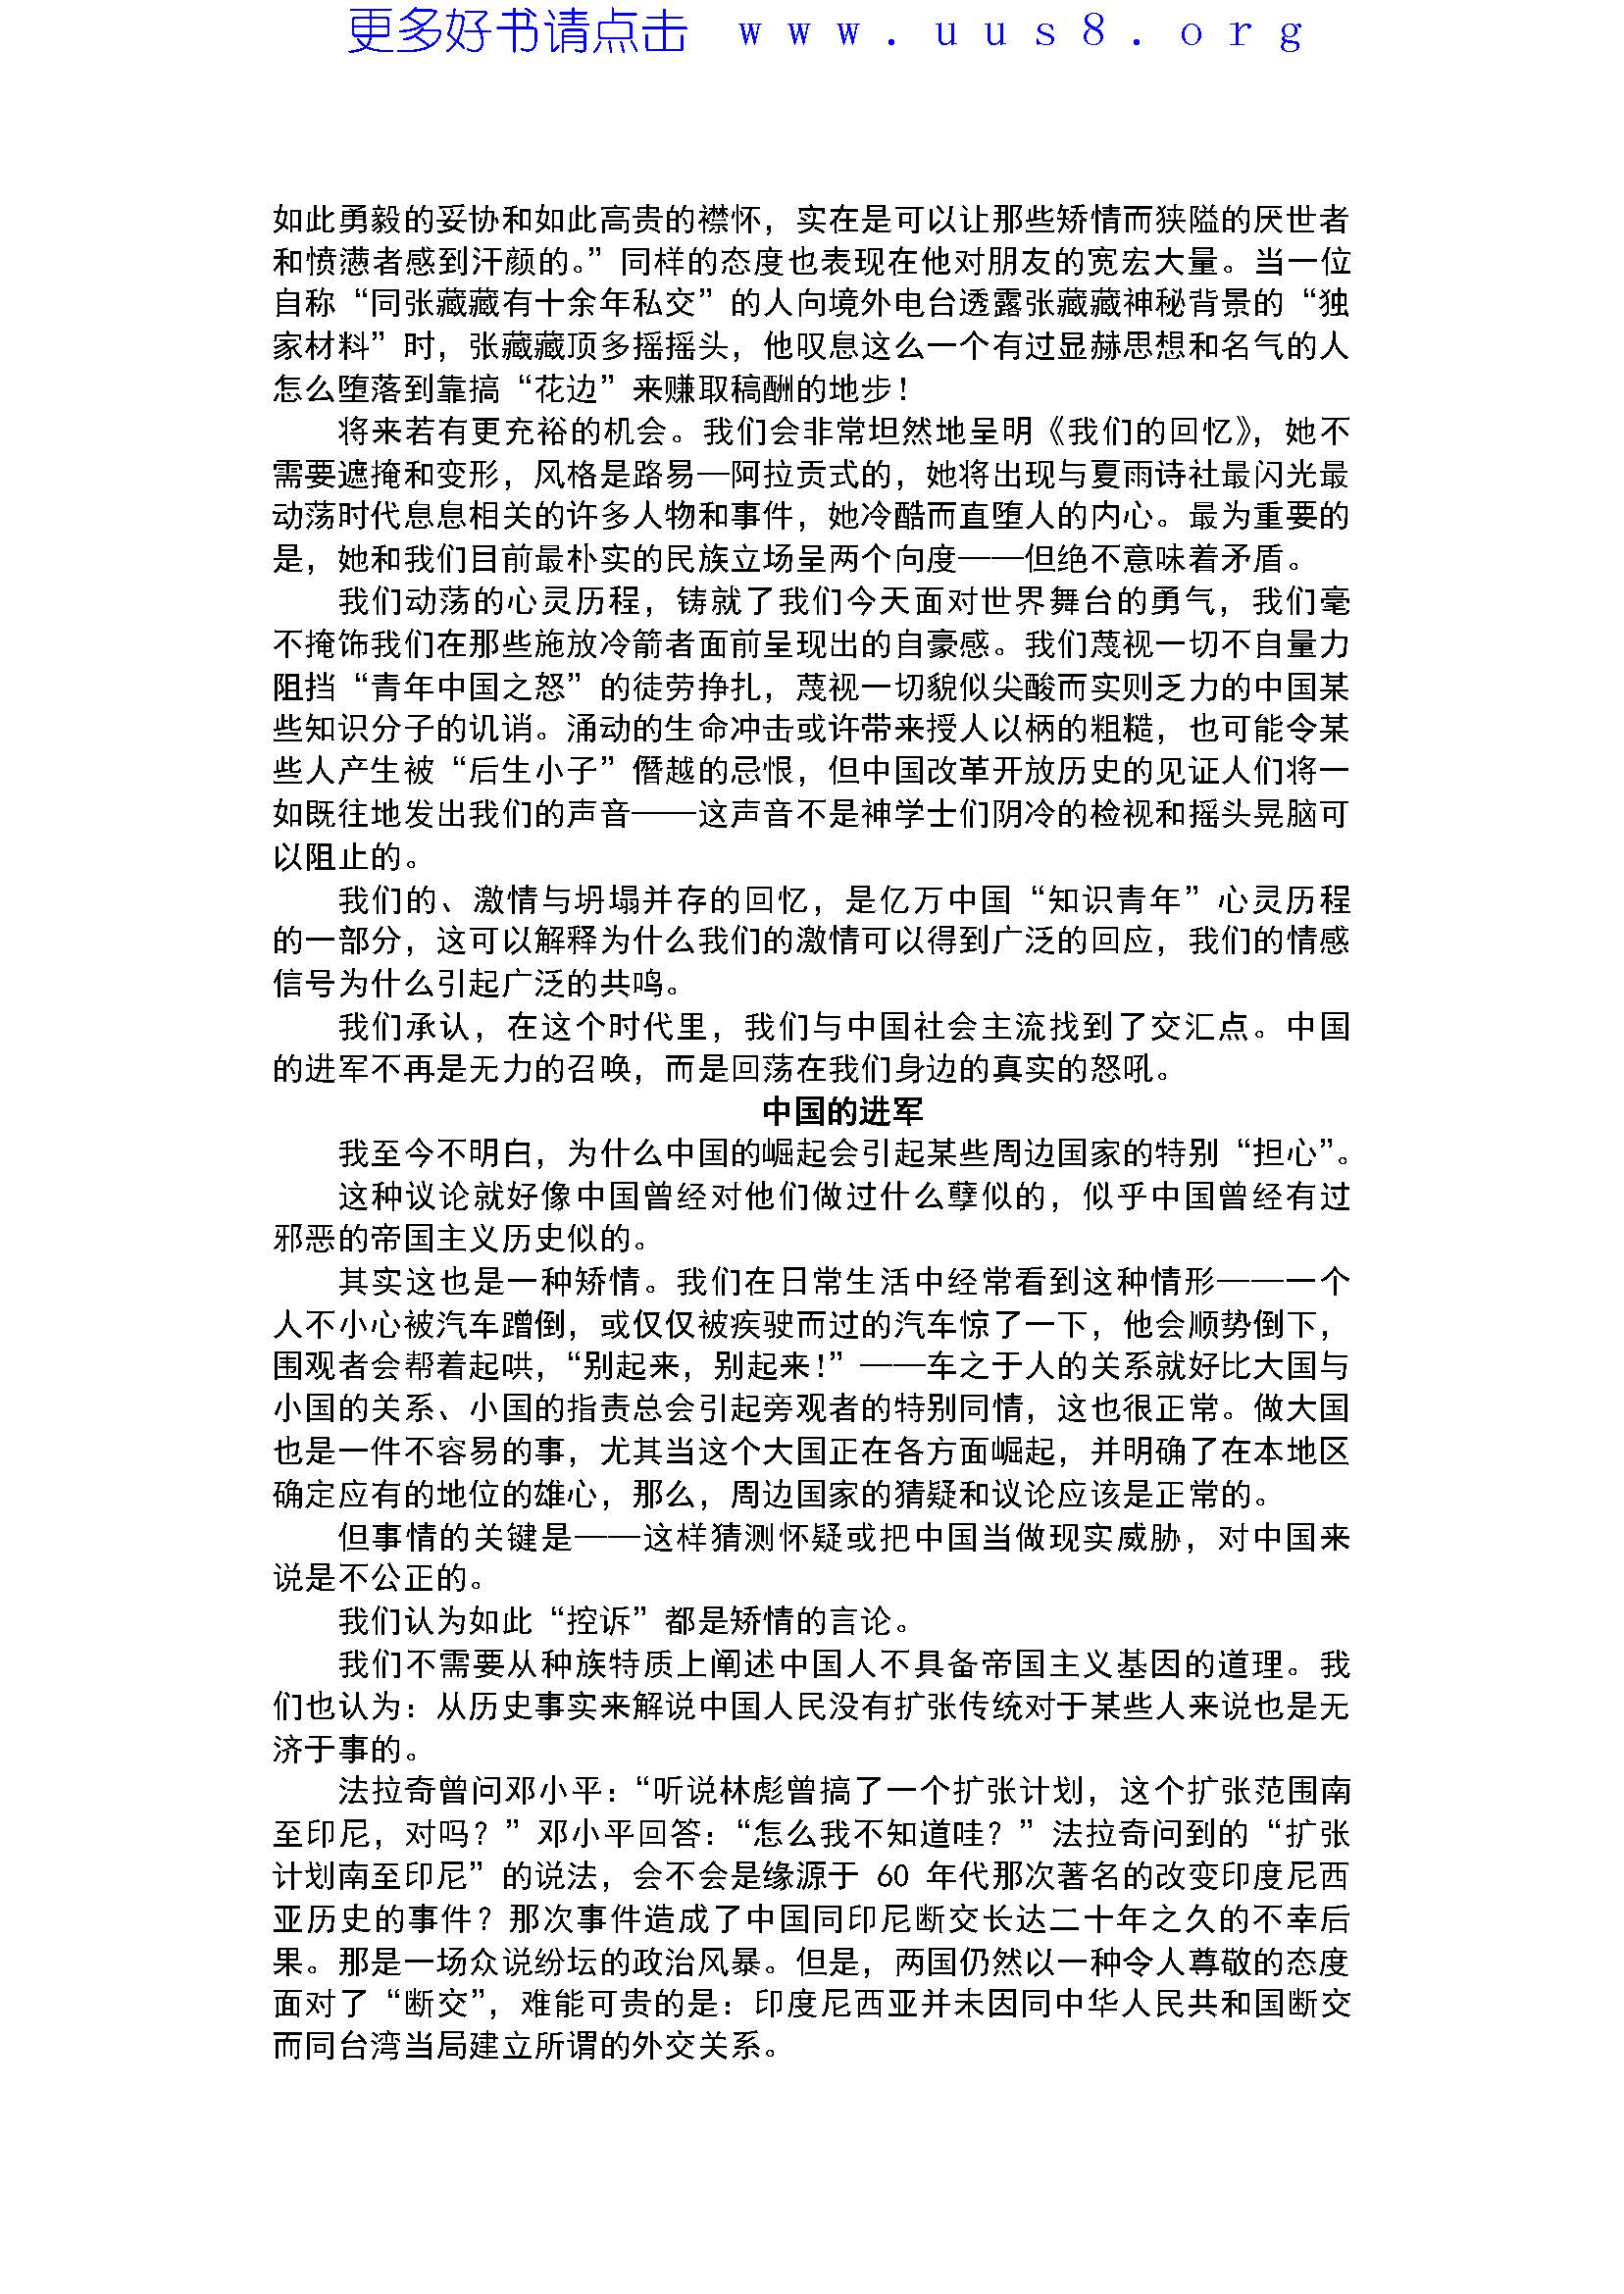 更多好书请点击 www.uus8.org
如此勇毅的妥协和如此高贵的襟怀，实在是可以让那些矫情而狭隘的厌世者
和愤懑者感到汗颜的。”同样的态度也表现在他对朋友的宽宏大量。当一位
自称“同张藏藏有十余年私交”的人向境外电台透露张藏藏神秘背景的“独
家材料”时，张藏藏顶多摇摇头，他叹息这么一个有过显赫思想和名气的人
怎么堕落到靠搞“花边”来赚取稿酬的地步！
将来若有更充裕的机会。我们会非常坦然地呈明《我们的回忆》，她不
需要遮掩和变形，风格是路易—阿拉贡式的，她将出现与夏雨诗社最闪光最
动荡时代息息相关的许多人物和事件，她冷酷而直堕人的内心。最为重要的
是，她和我们目前最朴实的民族立场呈两个向度——但绝不意味着矛盾。
我们动荡的心灵历程，铸就了我们今天面对世界舞台的勇气，我们毫
不掩饰我们在那些施放冷箭者面前呈现出的自豪感。我们蔑视一切不自量力
阻挡“青年中国之怒”的徒劳挣扎，蔑视一切貌似尖酸而实则乏力的中国某
些知识分子的讥诮。涌动的生命冲击或许带来授人以柄的粗糙，也可能令某
些人产生被“后生小子”僭越的忌恨，但中国改革开放历史的见证人们将一
如既往地发出我们的声音——这声音不是神学士们阴冷的检视和摇头晃脑可
以阻止的。
我们的、激情与坍塌并存的回忆，是亿万中国“知识青年”心灵历程
的一部分，这可以解释为什么我们的激情可以得到广泛的回应，我们的情感
信号为什么引起广泛的共鸣。
我们承认，在这个时代里，我们与中国社会主流找到了交汇点。中国
的进军不再是无力的召唤，而是回荡在我们身边的真实的怒吼。
中国的进军
我至今不明白，为什么中国的崛起会引起某些周边国家的特别“担心”。
这种议论就好像中国曾经对他们做过什么孽似的，似乎中国曾经有过
邪恶的帝国主义历史似的。
其实这也是一种矫情。我们在日常生活中经常看到这种情形——一个
人不小心被汽车蹭倒，或仅仅被疾驶而过的汽车惊了一下，他会顺势倒下，
围观者会帮着起哄，“别起来，别起来！”——车之于人的关系就好比大国与
小国的关系、小国的指责总会引起旁观者的特别同情，这也很正常。做大国
也是一件不容易的事，尤其当这个大国正在各方面崛起，并明确了在本地区
确定应有的地位的雄心，那么，周边国家的猜疑和议论应该是正常的。
但事情的关键是——这样猜测怀疑或把中国当做现实威胁，对中国来
说是不公正的。
我们认为如此“控诉”都是矫情的言论。
我们不需要从种族特质上阐述中国人不具备帝国主义基因的道理。我
们也认为：从历史事实来解说中国人民没有扩张传统对于某些人来说也是无
济于事的。
法拉奇曾问邓小平：“听说林彪曾搞了一个扩张计划，这个扩张范围南
至印尼，对吗？”邓小平回答：“怎么我不知道哇？”法拉奇问到的“扩张
计划南至印尼”的说法，会不会是缘源于 60 年代那次著名的改变印度尼西
亚历史的事件？那次事件造成了中国同印尼断交长达二十年之久的不幸后
果。那是一场众说纷坛的政治风暴。但是，两国仍然以一种令人尊敬的态度
面对了“断交”，难能可贵的是：印度尼西亚并未因同中华人民共和国断交
而同台湾当局建立所谓的外交关系。